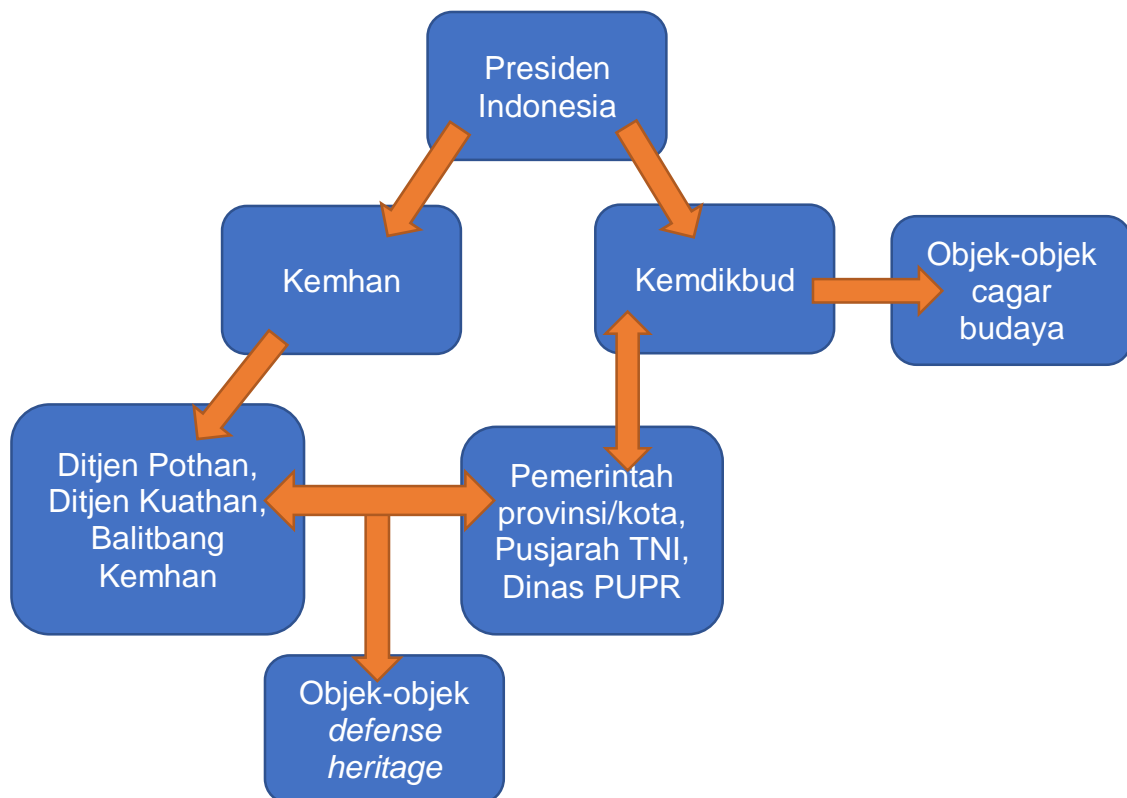 Presiden
Indonesia
Kemhan
Kemdikbud
Objek-objek
cagar
budaya
Ditjen Pothan,
Ditjen Kuathan,
Balitbang
Kemhan
Pemerintah
provinsi/kota,
Pusjarah TNI,
Dinas PUPR
Objek-objek
defense
heritage